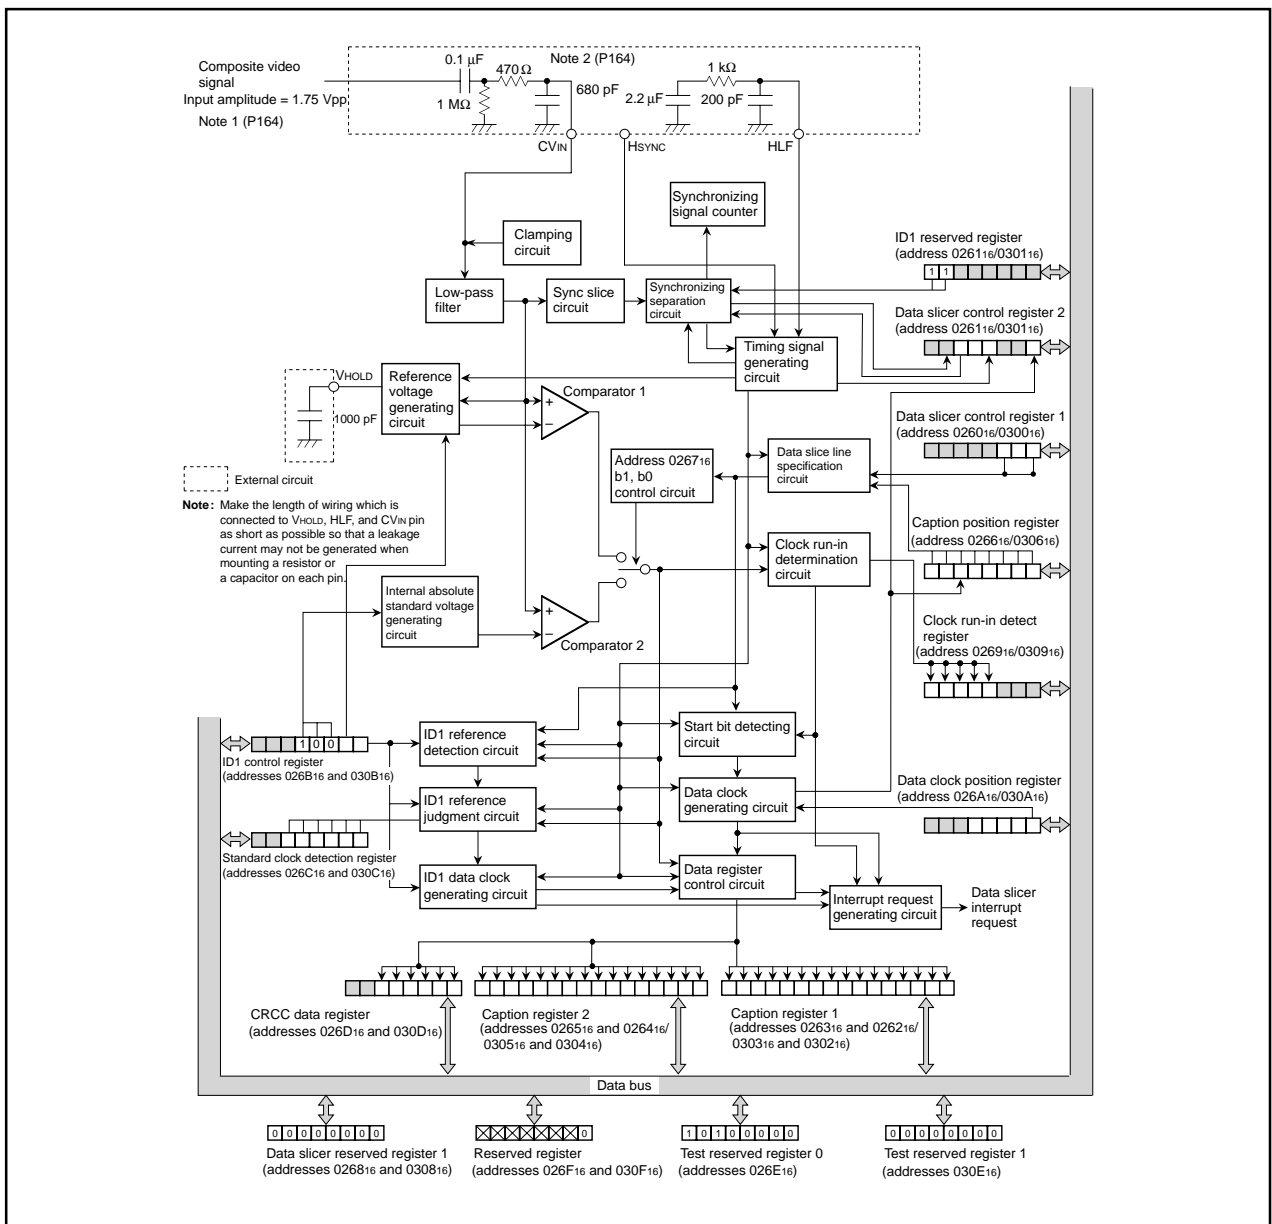 Composite video
signal
Input amplitude = 1.75 Vpp
Note 1 (P164)
0.1 μF
470 Ω
1 MΩ
680 pF
Note 2 (P164)
2.2 μF
1 kΩ
200 pF
CVIN
HSYNC
HLF
Synchronizing
signal counter
Clamping
circuit
Low-pass
filter
Sync slice
circuit
Synchronizing
separation
circuit
Timing signal
generating
circuit
ID1 reserved register
(address 026116/030116)
1 1
Data slicer control register 2
(address 026116/030116)
Data slicer control register 1
(address 026016/030016)
VHOLD
1000 pF
Reference
voltage
generating
circuit
Comparator 1
+
−
External circuit
Note: Make the length of wiring which is
connected to VHOLD, HLF, and CVIN pin
as short as possible so that a leakage
current may not be generated when
mounting a resistor or
a capacitor on each pin.
Address 026716
b1, b0
control circuit
Data slice line
specification
circuit
Caption position register
(address 026616/030616)
Clock run-in
determination
circuit
Internal absolute
standard voltage
generating
circuit
+
−
Comparator 2
Clock run-in detect
register
(address 026916/030916)
1 0 0
ID1 control register
(addresses 026B16 and 030B16)
ID1 reference
detection circuit
Start bit detecting
circuit
ID1 reference
judgment circuit
Data clock
generating circuit
Data clock position register
(address 026A16/030A16)
Standard clock detection register
(addresses 026C16 and 030C16)
ID1 data clock
generating circuit
Data register
control circuit
Interrupt request
generating circuit
Data slicer
interrupt
request
CRCC data register
(addresses 026D16 and 030D16)
Caption register 2
(addresses 026516 and 026416/
030516 and 030416)
Caption register 1
(addresses 026316 and 026216/
030316 and 030216)
Data bus
0 0 0 0 0 0 0 0
Data slicer reserved register 1
(addresses 026816 and 030816)
0
Reserved register
(addresses 026F16 and 030F16)
1 0 1 0 0 0 0 0
Test reserved register 0
(addresses 026E16)
0 0 0 0 0 0 0 0
Test reserved register 1
(addresses 030E16)